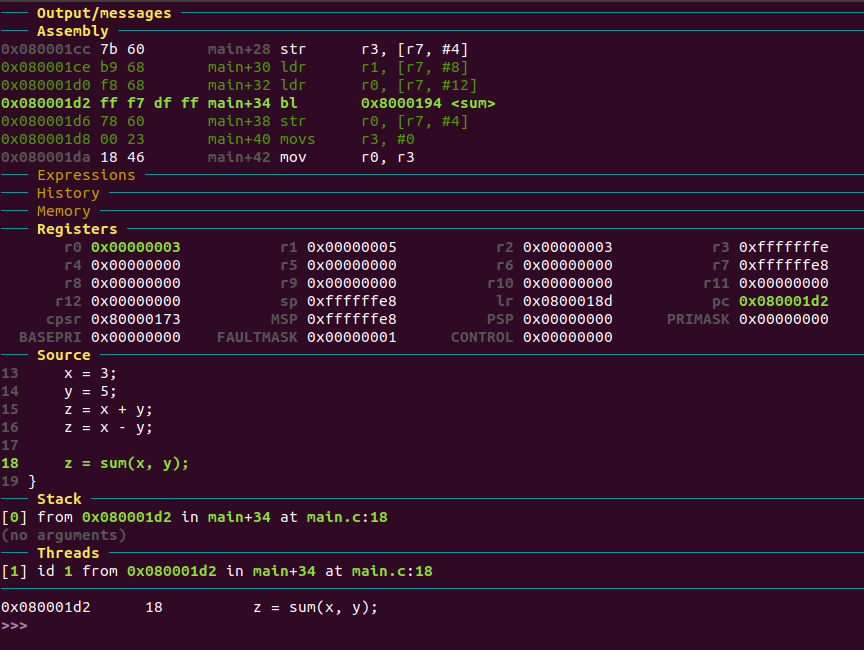 Output/messages
Assembly
0x080001cc 7b 60       main+28 str      r3, [r7, #4]
0x080001ce b9 68       main+30 ldr      r1, [r7, #8]
0x080001d0 f8 68       main+32 ldr      r0, [r7, #12]
0x080001d2 ff f7 df ff main+34 bl       0x8000194 <sum>
0x080001d6 78 60       main+38 str      r0, [r7, #4]
0x080001d8 00 23       main+40 movs     r3, #0
0x080001da 18 46       main+42 mov      r0, r3
Expressions
History
Memory
Registers
r0 0x00000003 r1 0x00000005 r2 0x00000003 r3 0xfffffffe
r4 0x00000000 r5 0x00000000 r6 0x00000000 r7 0xffffffe8
r8 0x00000000 r9 0x00000000 r10 0x00000000 r11 0x00000000
r12 0x00000000 sp 0xffffffe8 lr 0x0800018d pc 0x080001d2
cpsr 0x80000173 MSP 0xffffffe8 PSP 0x00000000 PRIMASK 0x00000000
BASEPRI 0x00000000 FAULTMASK 0x00000001 CONTROL 0x00000000
Source
13     x = 3;
14     y = 5;
15     z = x + y;
16     z = x - y;
17
18     z = sum(x, y);
19 }
Stack
[0] from 0x080001d2 in main+34 at main.c:18
(no arguments)
Threads
[1] id 1 from 0x080001d2 in main+34 at main.c:18
0x080001d2      18          z = sum(x, y);
>>>